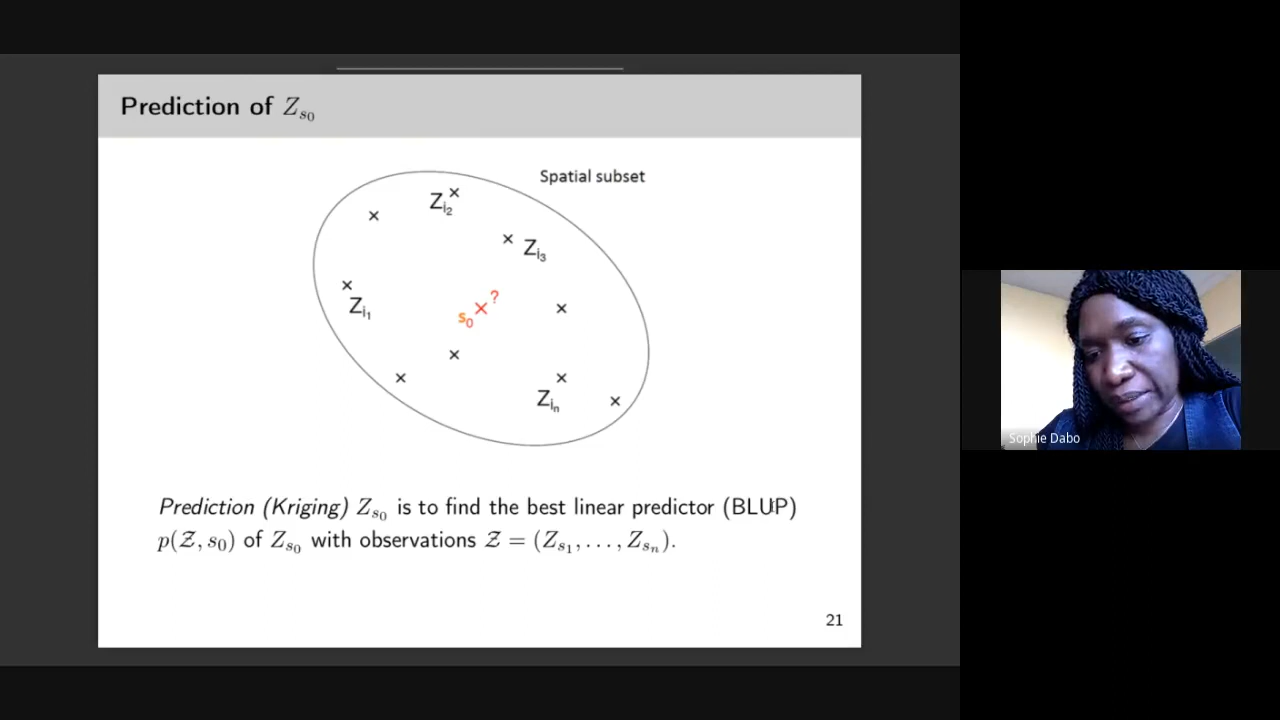 Prediction of Z_{s_0}
Spatial subset
Z_{i_2}
Z_{i_3}
Z_{i_1}
s_0 ?
Z_{i_n}
Prediction (Kriging) Z_{s_0} is to find the best linear predictor (BLUP)
p(𝒵, s_0) of Z_{s_0} with observations 𝒵 = (Z_{s_1}, . . . , Z_{s_n}).
21
Sophie Dabo